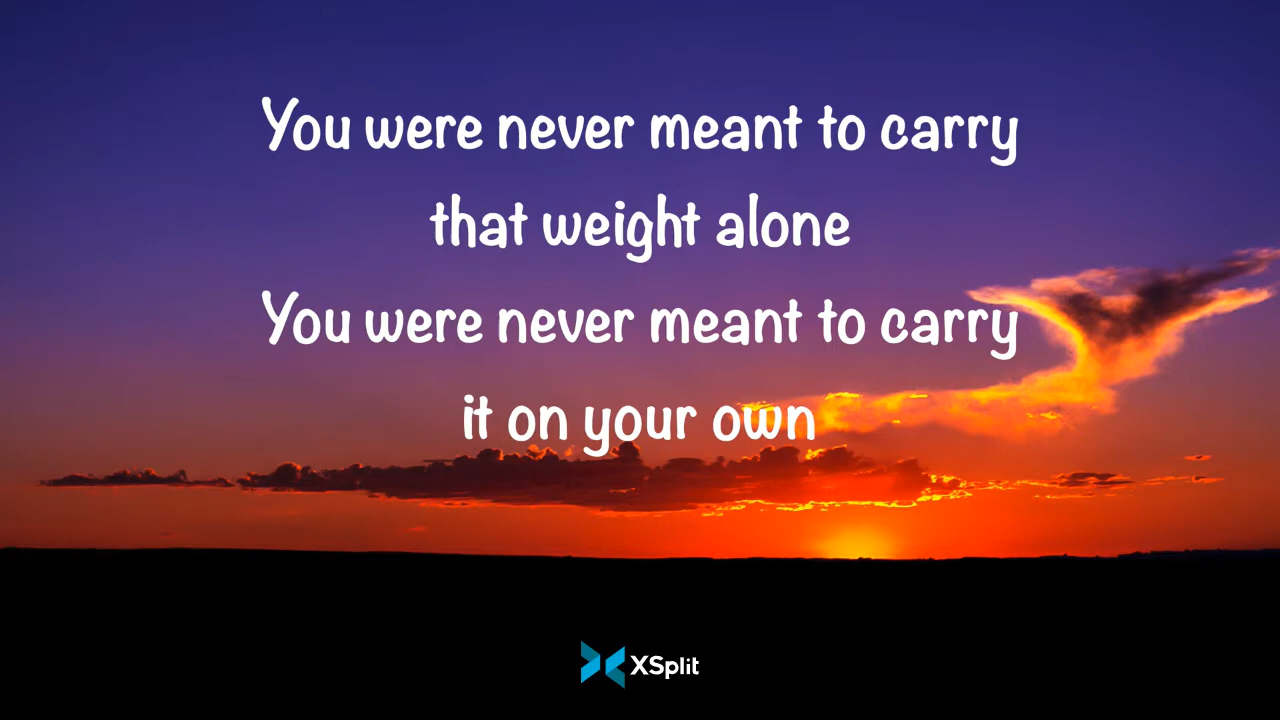 You were never meant to carry
that weight alone
You were never meant to carry
it on your own
XSplit